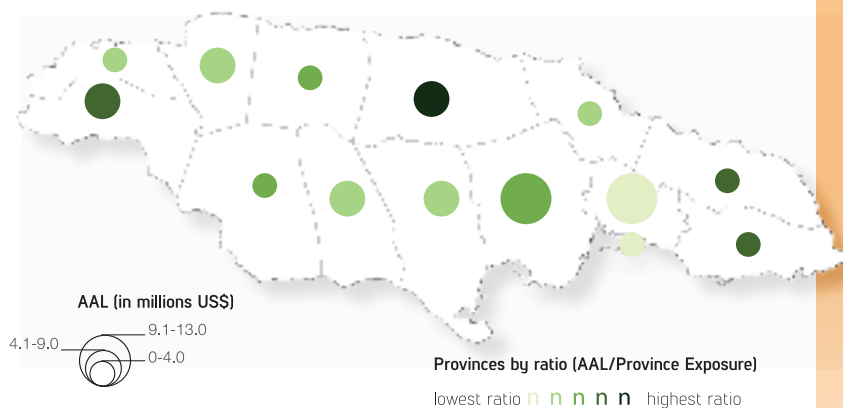 AAL (in millions US$)
9.1-13.0
4.1-9.0
0-4.0
Provinces by ratio (AAL/Province Exposure)
lowest ratio n n n n n highest ratio